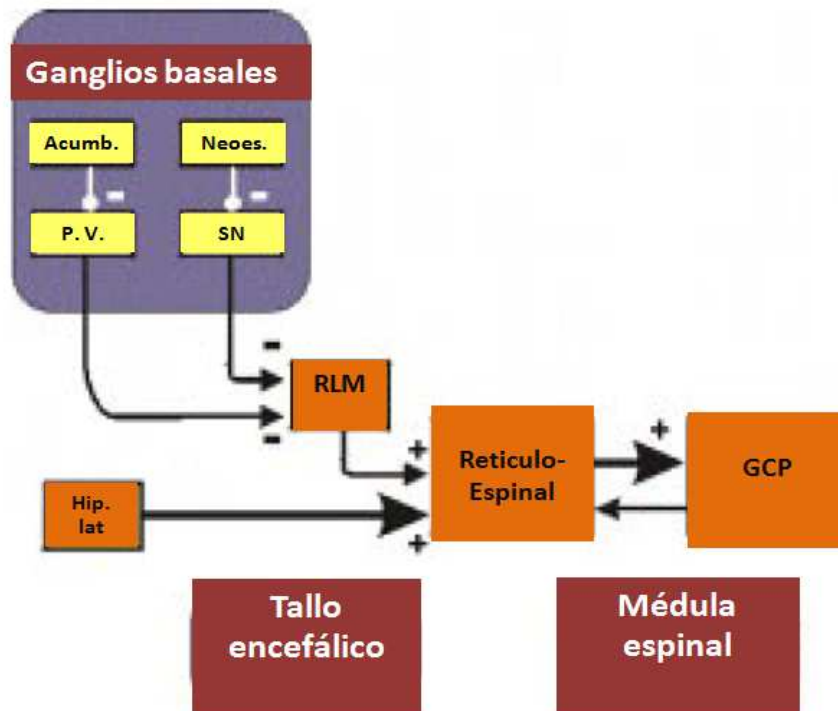 Ganglios basales
Acumb.
Neoes.
-
-
P. V.
SN
-
RLM
-
+
Reticulo-
Espinal
+
GCP
Hip.
lat
+
Tallo
encefálico
Médula
espinal